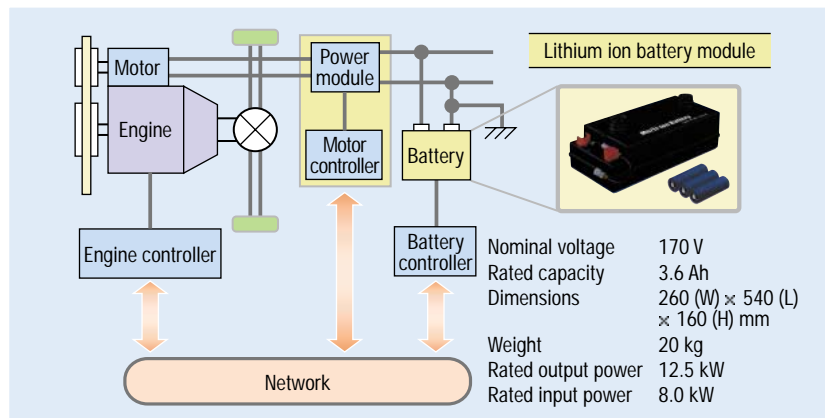 Motor
Power
module
Lithium ion battery module
Engine
Motor
controller
Battery
Engine controller
Battery
controller
Nominal voltage 170 V
Rated capacity 3.6 Ah
Dimensions 260 (W) × 540 (L)
× 160 (H) mm
Weight 20 kg
Rated output power 12.5 kW
Rated input power 8.0 kW
Network